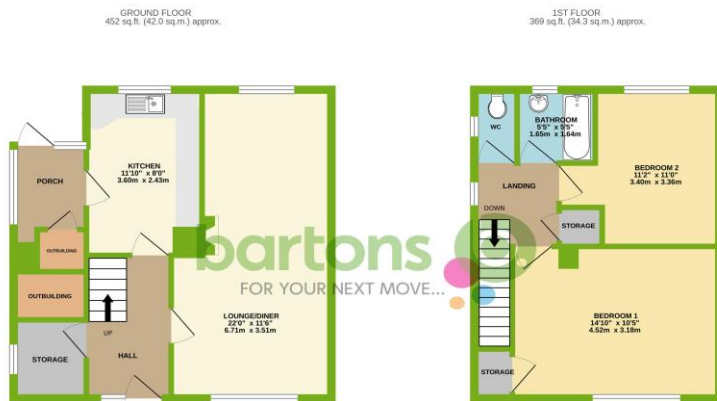 GROUND FLOOR
452 sq.ft. (42.0 sq.m.) approx.
1ST FLOOR
369 sq.ft. (34.3 sq.m.) approx.
KITCHEN
11'10" x 8'0"
3.60m x 2.43m
PORCH
OUTBUILDING
OUTBUILDING
STORAGE
UP
HALL
LOUNGE/DINER
22'0" x 11'6"
6.71m x 3.51m
WC
BATHROOM
5'5" x 5'5"
1.65m x 1.64m
BEDROOM 2
11'2" x 11'0"
3.40m x 3.36m
LANDING
DOWN
STORAGE
BEDROOM 1
14'10" x 10'5"
4.52m x 3.18m
STORAGE
bartons
FOR YOUR NEXT MOVE...